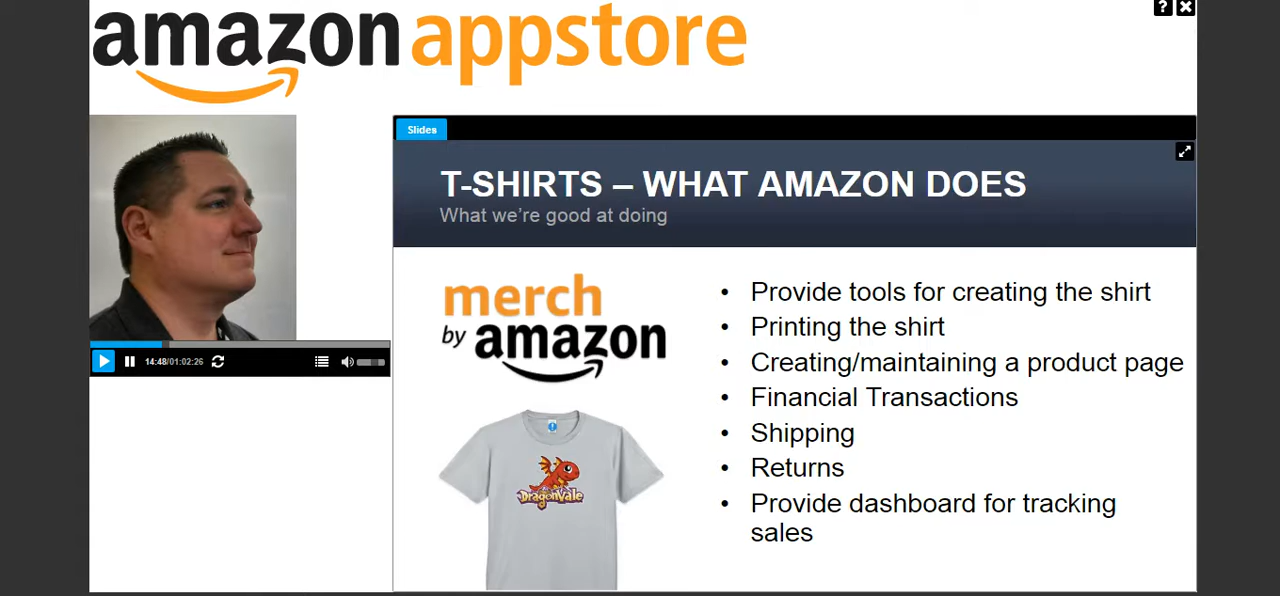 amazon appstore
? ×
Slides
T-SHIRTS – WHAT AMAZON DOES
What we're good at doing
merch
by amazon
DragonVale
• Provide tools for creating the shirt
• Printing the shirt
• Creating/maintaining a product page
• Financial Transactions
• Shipping
• Returns
• Provide dashboard for tracking
sales
14:48/01:02:26